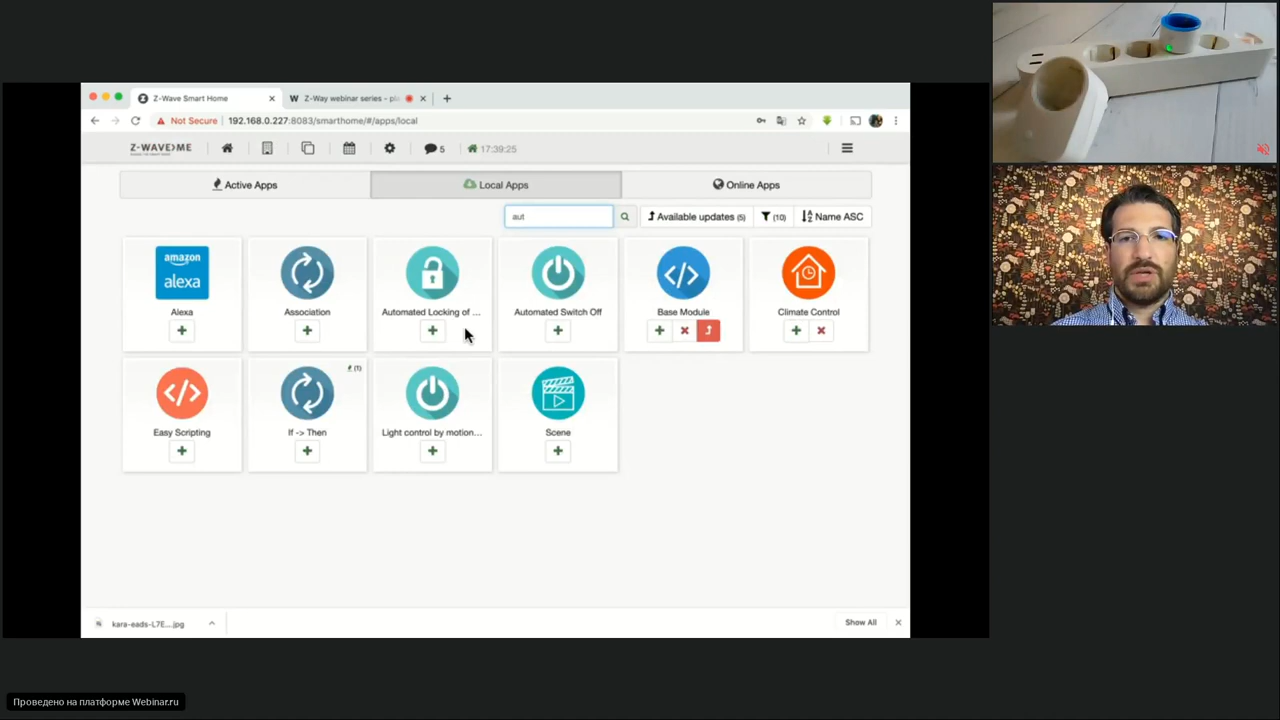 Z-Wave Smart Home
Z-Way webinar series - pla
Not Secure
192.168.0.227:8083/smarthome/#/apps/local
Z-WAVE>ME
5
17:39:25
Active Apps
Local Apps
Online Apps
aut
Available updates (5)
(10)
Name ASC
amazon
alexa
Alexa
Association
Automated Locking of ...
Automated Switch Off
Base Module
Climate Control
(1)
Easy Scripting
If -> Then
Light control by motion...
Scene
kara-eads-L7E....jpg
Show All
Проведено на платформе Webinar.ru